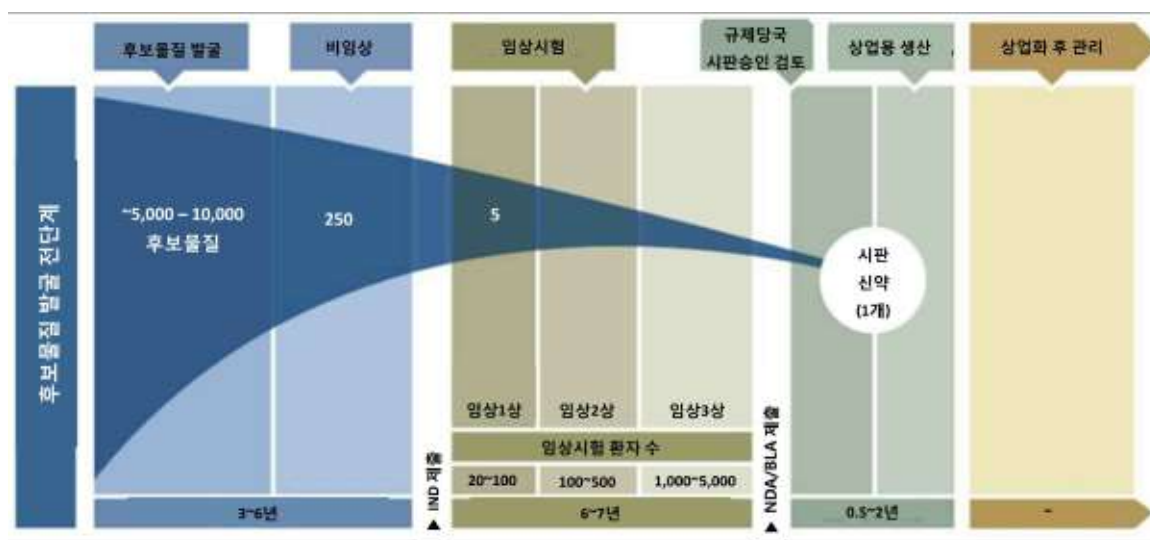 후보물질 발굴
비임상
임상시험
규제당국
시판승인 검토
상업용 생산
상업화 후 관리
후보물질 발굴 전단계
~5,000 – 10,000
후보물질
250
5
시판
신약
(1개)
임상1상
임상2상
임상3상
임상시험 환자 수
20~100
100~500
1,000~5,000
▲ IND 제출
▲ NDA/BLA 제출
3~6년
6~7년
0.5~2년
~